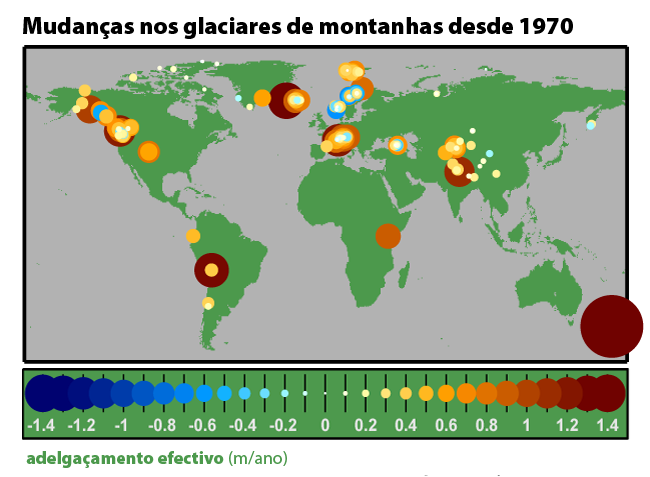 Mudanças nos glaciares de montanhas desde 1970
-1.4 -1.2 -1 -0.8 -0.6 -0.4 -0.2 0 0.2 0.4 0.6 0.8 1 1.2 1.4
adelgaçamento efectivo (m/ano)